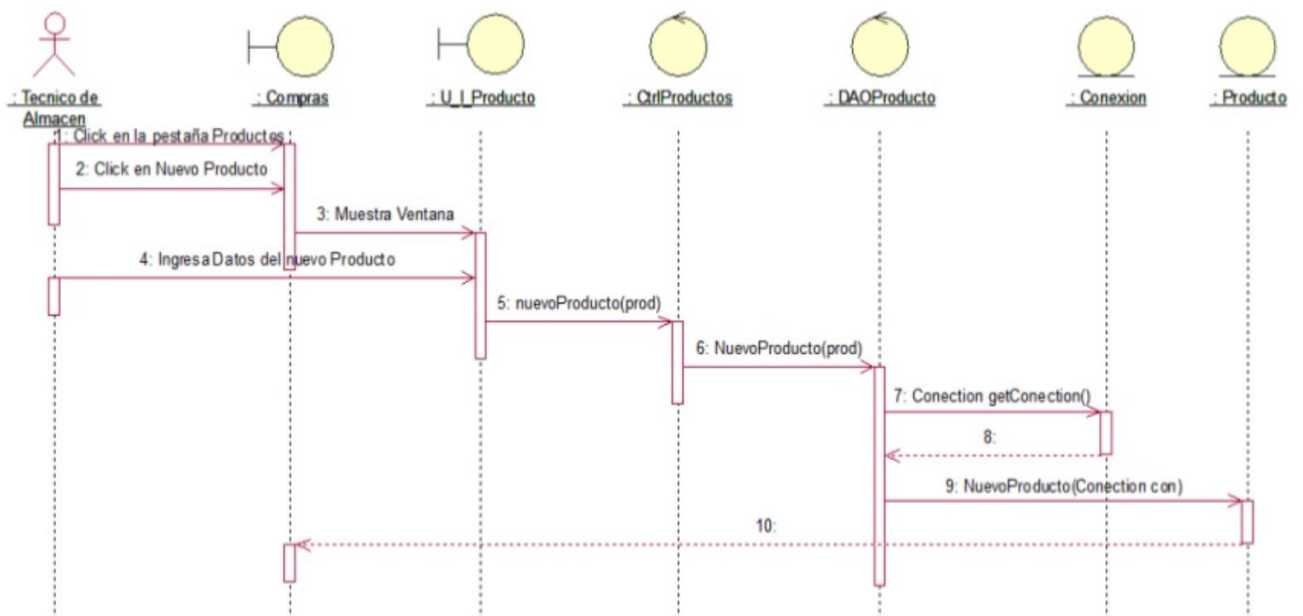 : Tecnico de
Almacen
: Compras
: U_I_Producto
: CtrlProductos
: DAOProducto
: Conexion
: Producto
1: Click en la pestaña Productos
2: Click en Nuevo Producto
3: Muestra Ventana
4: Ingresa Datos del nuevo Producto
5: nuevoProducto(prod)
6: NuevoProducto(prod)
7: Conection getConection()
8:
9: NuevoProducto(Conection con)
10: